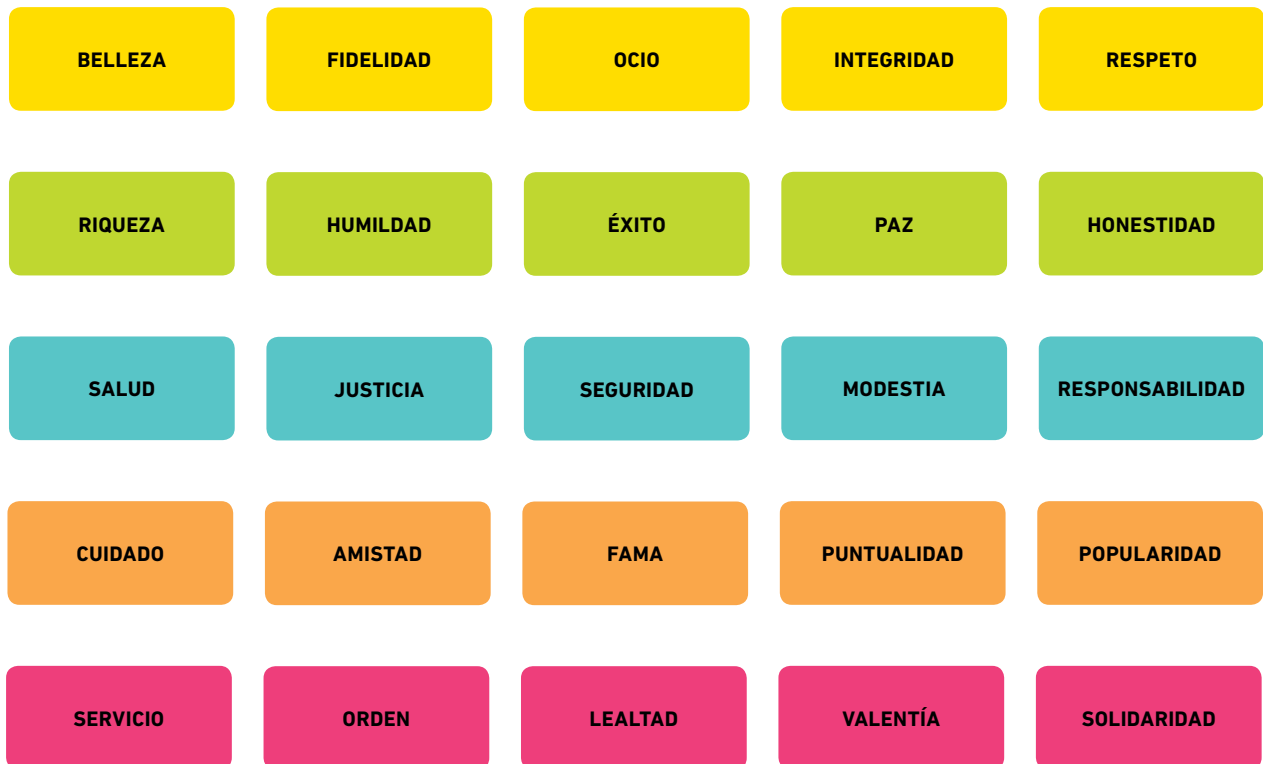 BELLEZA
FIDELIDAD
OCIO
INTEGRIDAD
RESPETO
RIQUEZA
HUMILDAD
ÉXITO
PAZ
HONESTIDAD
SALUD
JUSTICIA
SEGURIDAD
MODESTIA
RESPONSABILIDAD
CUIDADO
AMISTAD
FAMA
PUNTUALIDAD
POPULARIDAD
SERVICIO
ORDEN
LEALTAD
VALENTÍA
SOLIDARIDAD